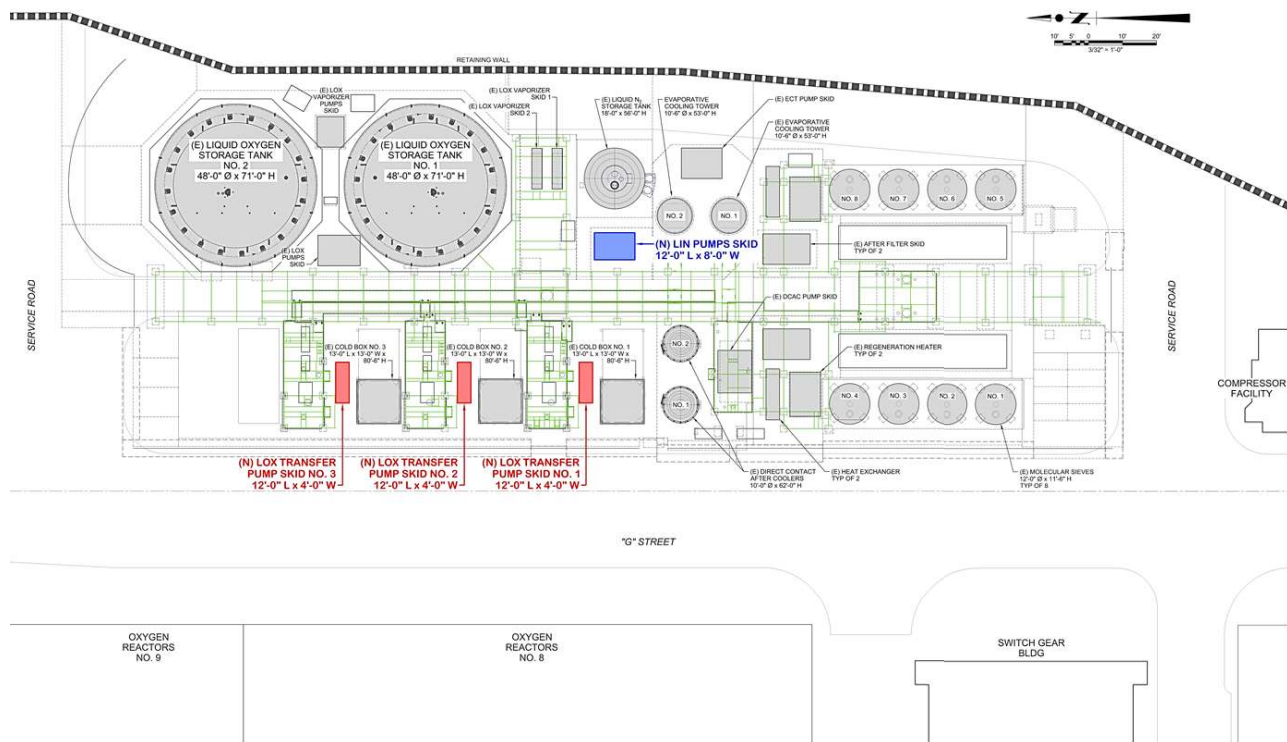 Z
10' 5' 0 10' 20'
3/32" = 1'-0"
RETAINING WALL
(E) LOX
VAPORIZER
PUMPS
SKID
(E) LOX VAPORIZER
SKID 1
(E) LOX VAPORIZER
SKID 2
(E) LIQUID N₂
STORAGE TANK
18'-0" x 56'-0" H
EVAPORATIVE
COOLING TOWER
10'-6" Ø x 53'-0" H
(E) ECT PUMP SKID
(E) EVAPORATIVE
COOLING TOWER
10'-6" Ø x 53'-0" H
(E) LIQUID OXYGEN
STORAGE TANK
NO. 2
48'-0" Ø x 71'-0" H
(E) LIQUID OXYGEN
STORAGE TANK
NO. 1
48'-0" Ø x 71'-0" H
NO. 2
NO. 1
NO. 8
NO. 7
NO. 6
NO. 5
(E) LOX
PUMPS
SKID
(N) LIN PUMPS SKID
12'-0" L x 8'-0" W
(E) AFTER FILTER SKID
TYP OF 2
(E) DCAC PUMP SKID
SERVICE ROAD
SERVICE ROAD
(E) COLD BOX NO. 3
13'-0" L x 13'-0" W x
80'-6" H
(E) COLD BOX NO. 2
13'-0" L x 13'-0" W x
80'-6" H
(E) COLD BOX NO. 1
13'-0" L x 13'-0" W x
80'-6" H
NO. 2
NO. 1
(E) REGENERATION HEATER
TYP OF 2
NO. 4
NO. 3
NO. 2
NO. 1
COMPRESSOR
FACILITY
(N) LOX TRANSFER
PUMP SKID NO. 3
12'-0" L x 4'-0" W
(N) LOX TRANSFER
PUMP SKID NO. 2
12'-0" L x 4'-0" W
(N) LOX TRANSFER
PUMP SKID NO. 1
12'-0" L x 4'-0" W
(E) DIRECT CONTACT
AFTER COOLERS
10'-0" Ø x 62'-0" H
(E) HEAT EXCHANGER
TYP OF 2
(E) MOLECULAR SIEVES
12'-0" Ø x 11'-6" H
TYP OF 8
"G" STREET
OXYGEN
REACTORS
NO. 9
OXYGEN
REACTORS
NO. 8
SWITCH GEAR
BLDG